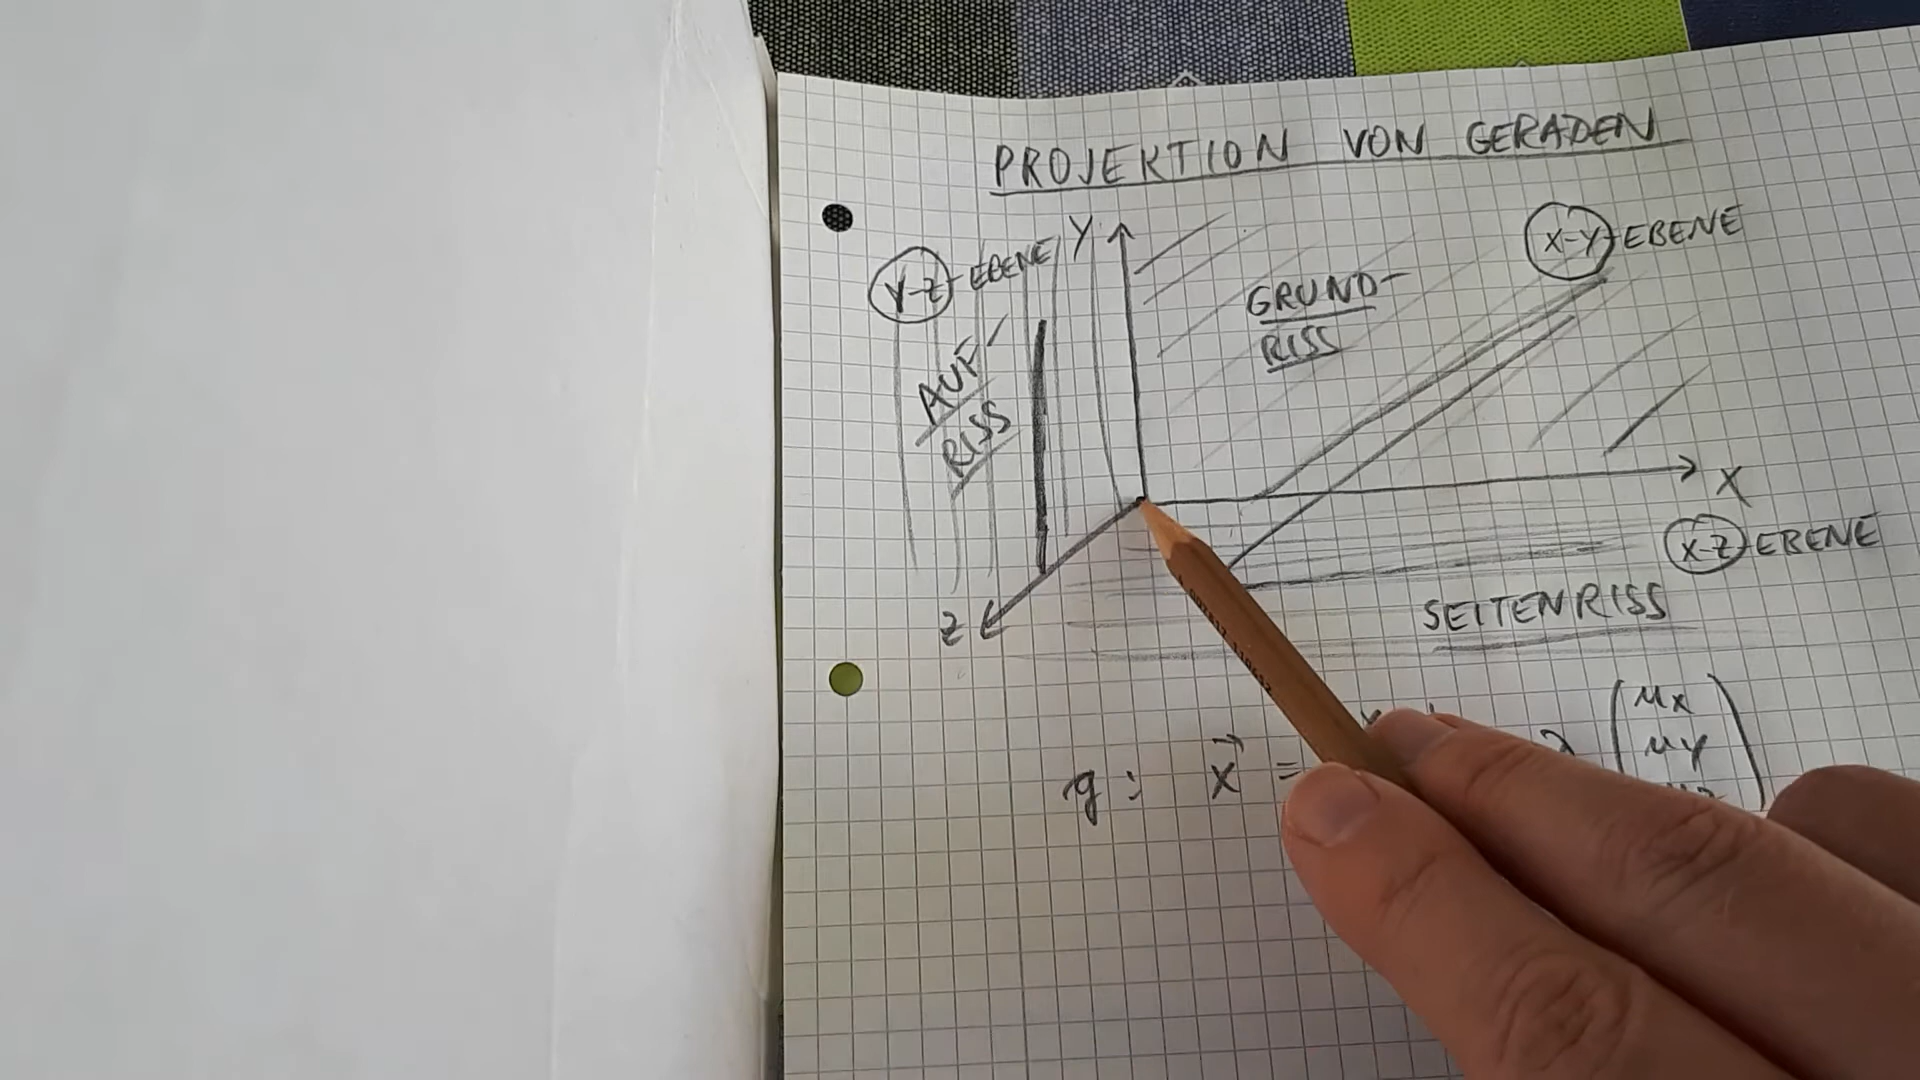 PROJEKTION VON GERADEN
Y-Z-EBENE
Y
X-Y-EBENE
GRUND-
RISS
AUF-
RISS
X
X-Z-EBENE
Z
SEITENRISS
g: x⃗ = λ
ux
uy